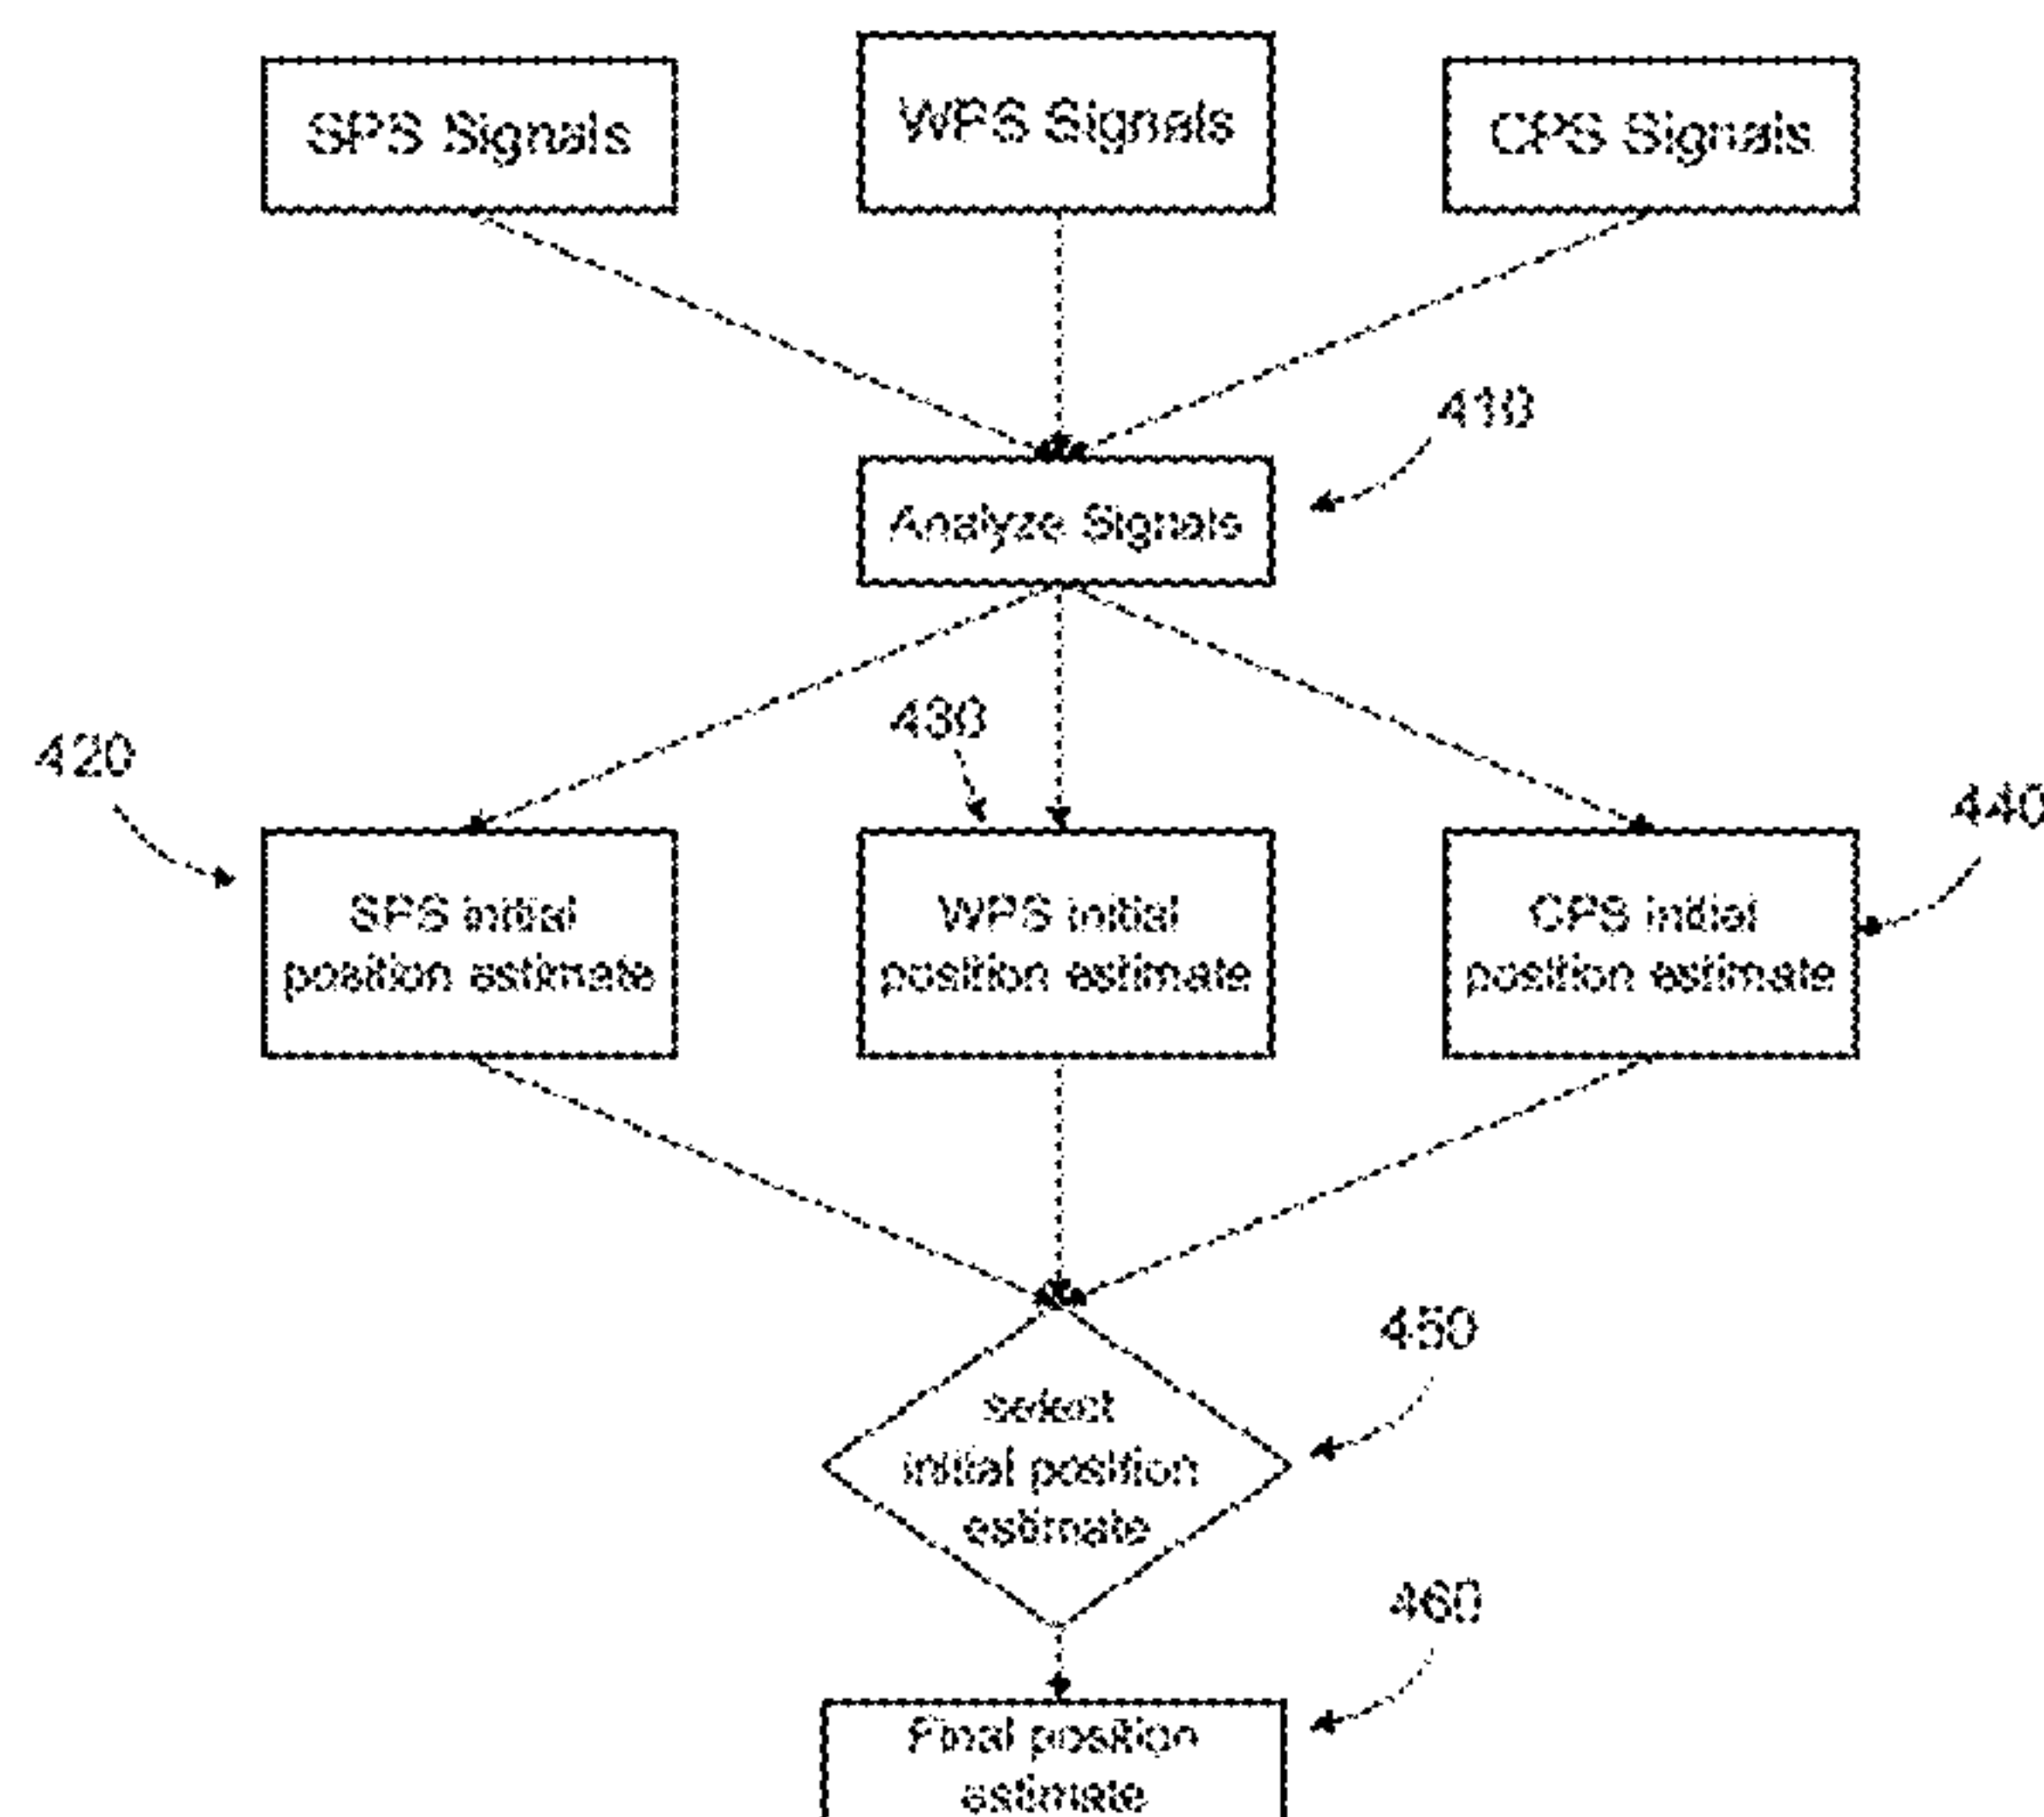 SPS Signals
WPS Signals
CPS Signals
410
Analyze Signals
430
420
440
SPS initial
position estimate
WPS initial
position estimate
CPS initial
position estimate
450
select
initial position
estimate
460
Final position
estimate